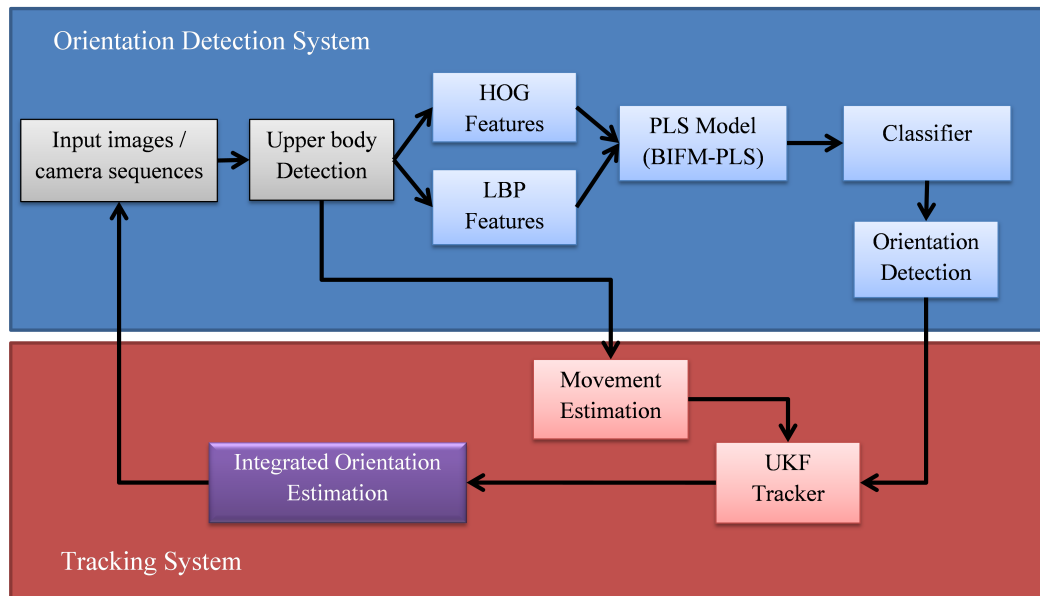 Orientation Detection System
Input images /
camera sequences
Upper body
Detection
HOG
Features
LBP
Features
PLS Model
(BIFM-PLS)
Classifier
Orientation
Detection
Movement
Estimation
UKF
Tracker
Integrated Orientation
Estimation
Tracking System